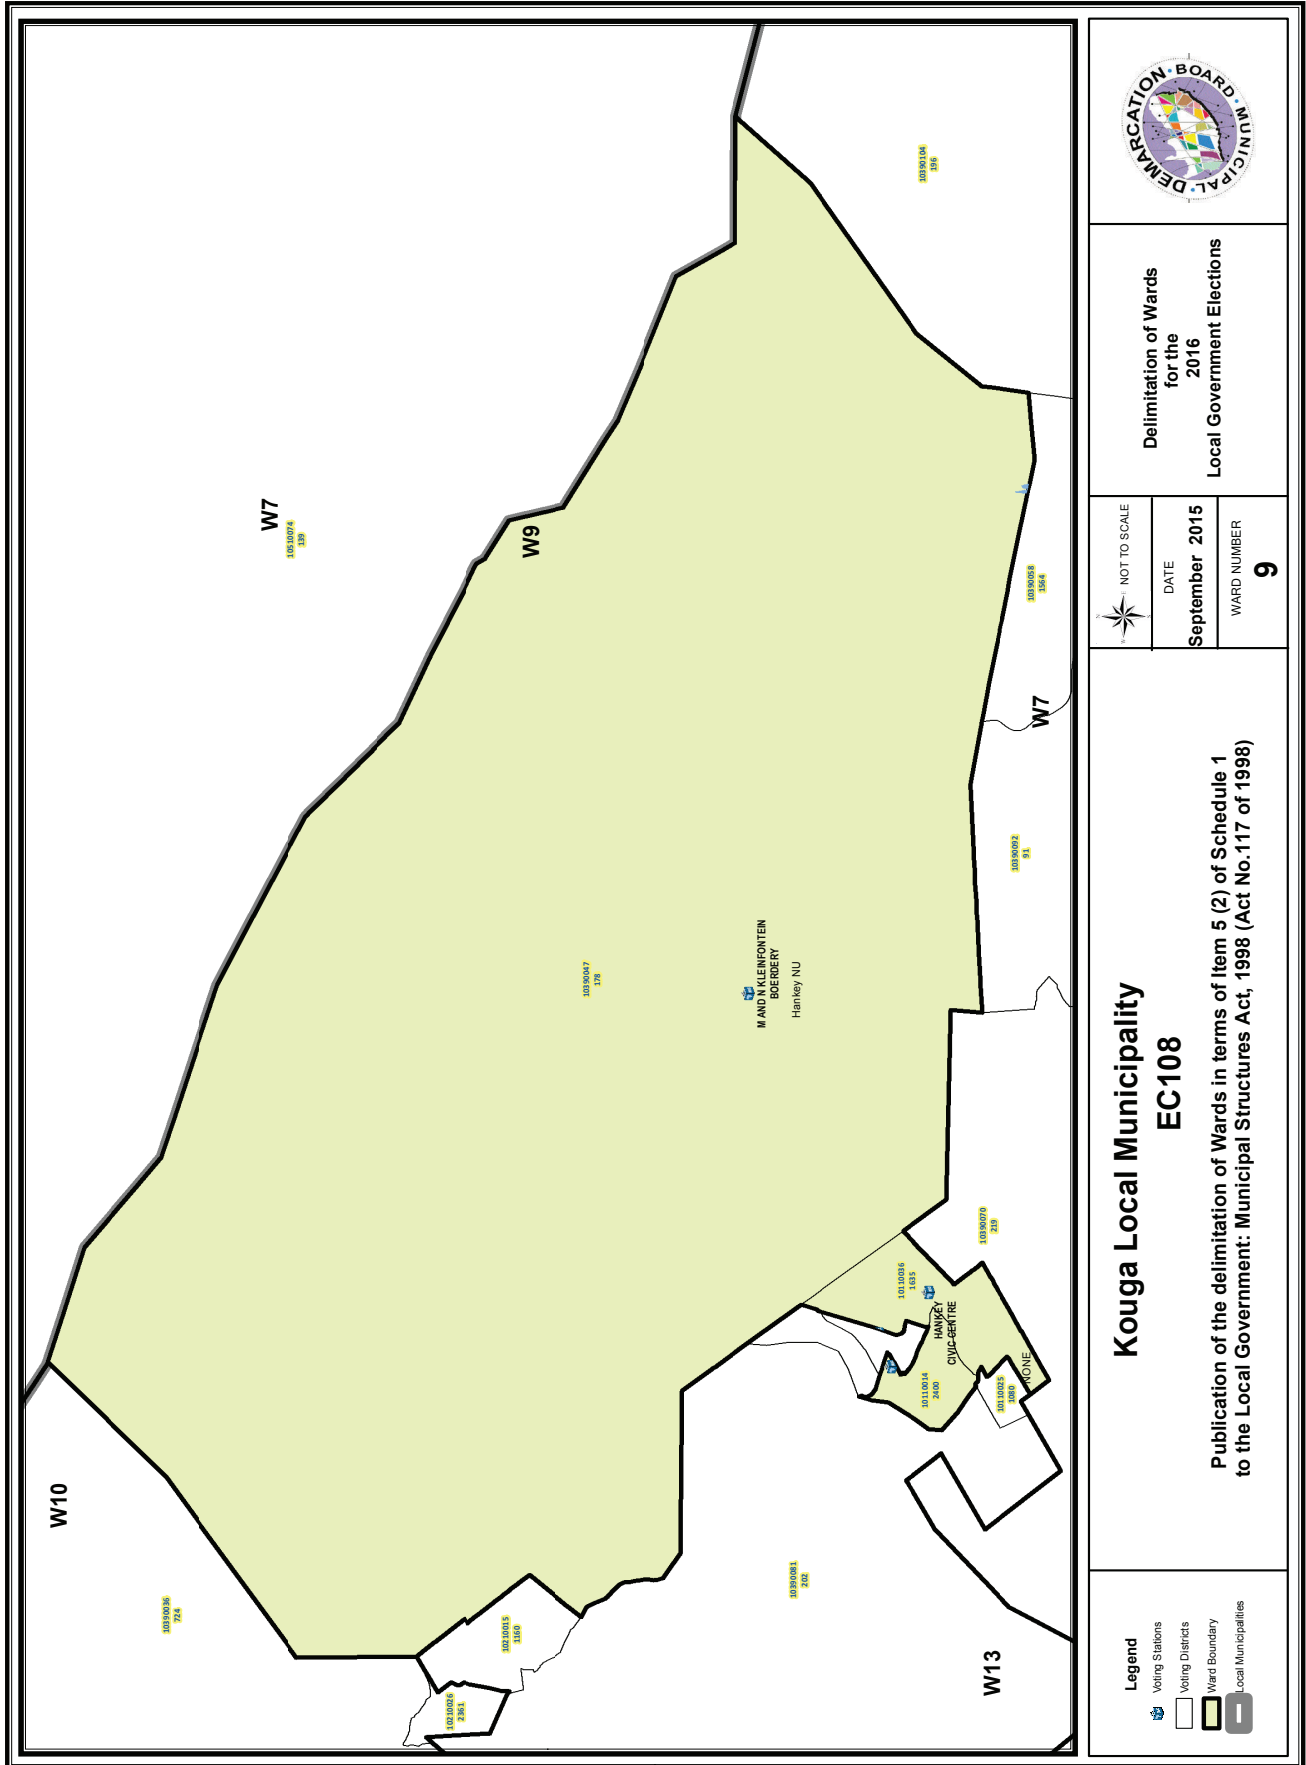 W10
10390036
724
W7
10510074
139
W9
10210026
2361
10210015
1160
10390047
178
M AND N KLEINFONTEIN
BOERDERY
Hankey NU
10390081
202
10390104
196
10110036
1635
HANKEY
CIVIC CENTRE
10110014
2400
10110025
1080
NONE
10390070
219
10390092
91
10390058
1564
W7
W13
Legend
Voting Stations
Voting Districts
Ward Boundary
Local Municipalities
Kouga Local Municipality
EC108
Publication of the delimitation of Wards in terms of Item 5 (2) of Schedule 1
to the Local Government: Municipal Structures Act, 1998 (Act No.117 of 1998)
N
W
E
S
NOT TO SCALE
DATE
September 2015
WARD NUMBER
9
Delimitation of Wards
for the
2016
Local Government Elections
MUNICIPAL DEMARCATION BOARD